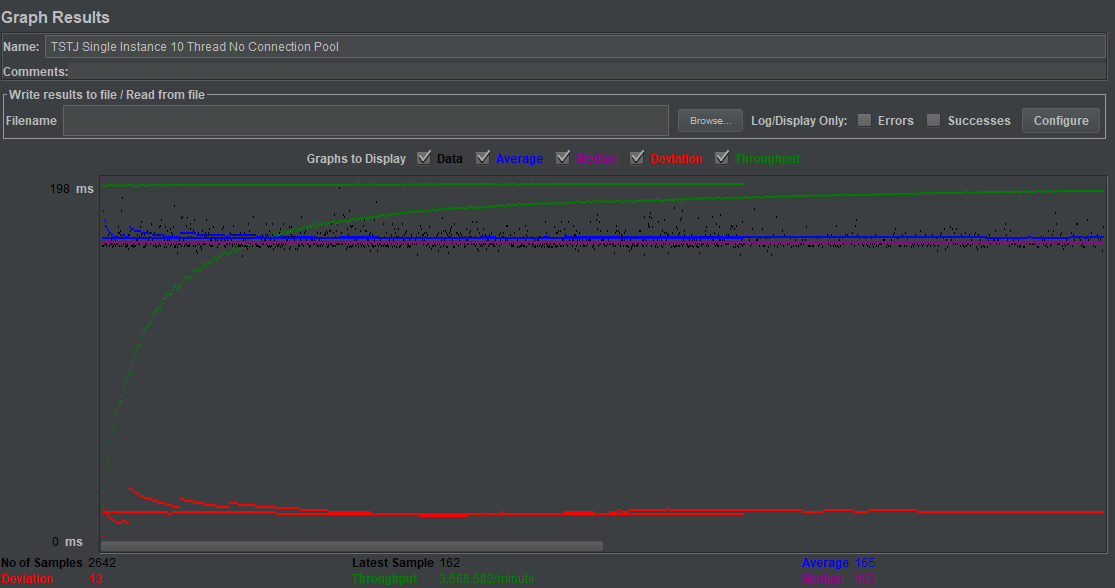 Graph Results
Name: TSTJ Single Instance 10 Thread No Connection Pool
Comments:
Write results to file / Read from file
Filename Browse... Log/Display Only: Errors Successes Configure
Graphs to Display Data Average Median Deviation Throughput
198 ms
0 ms
No of Samples 2642 Latest Sample 162 Average 165
Deviation 13 Throughput 3,568.582/minute Median 163